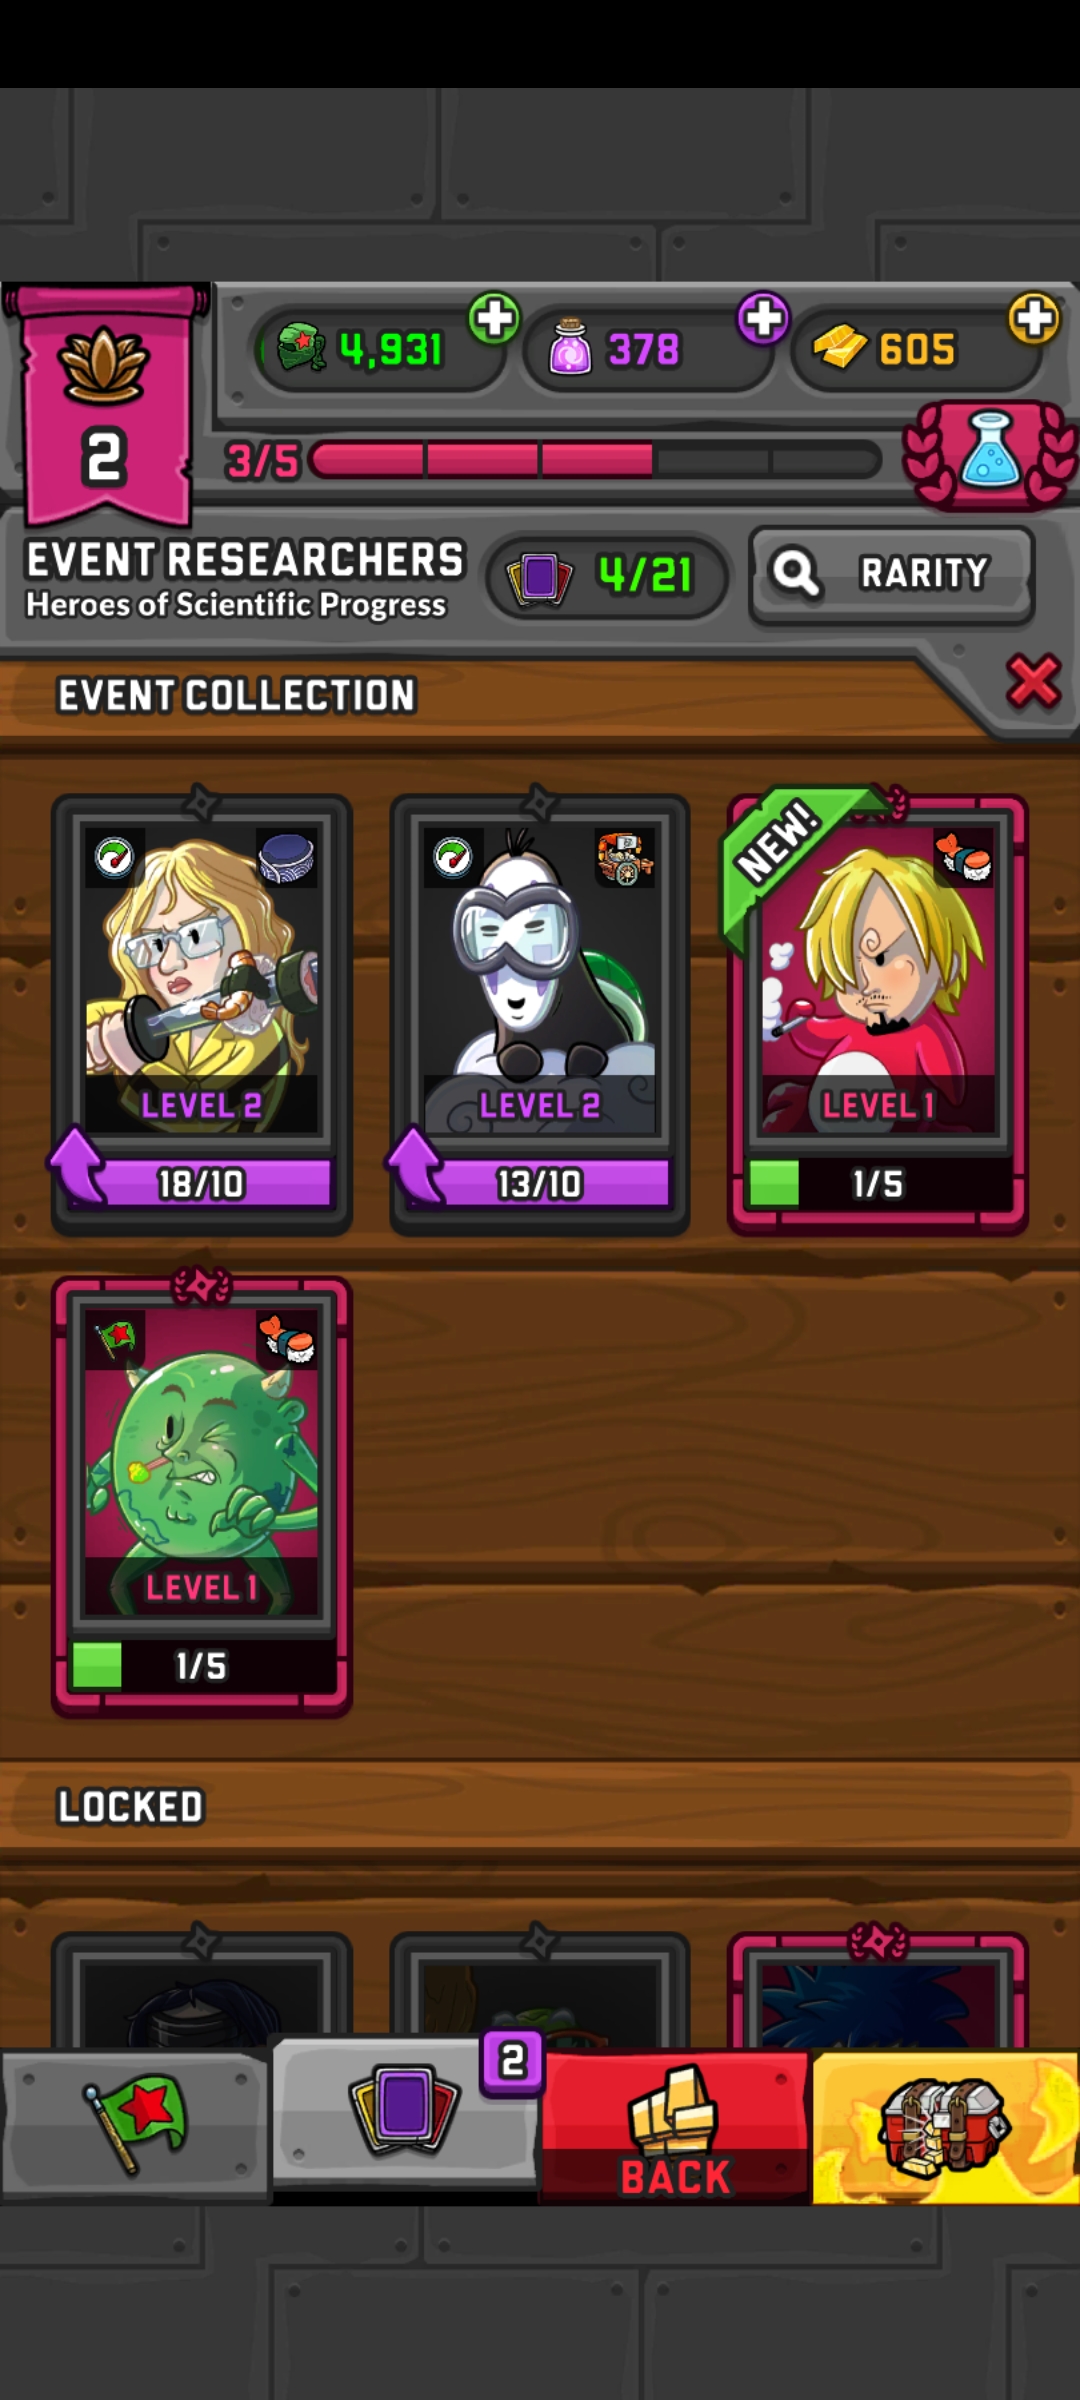 4,931
378
605
2
3/5
EVENT RESEARCHERS
Heroes of Scientific Progress
4/21
RARITY
EVENT COLLECTION
NEW!
LEVEL 2
LEVEL 2
LEVEL 1
18/10
13/10
1/5
LEVEL 1
1/5
LOCKED
2
BACK